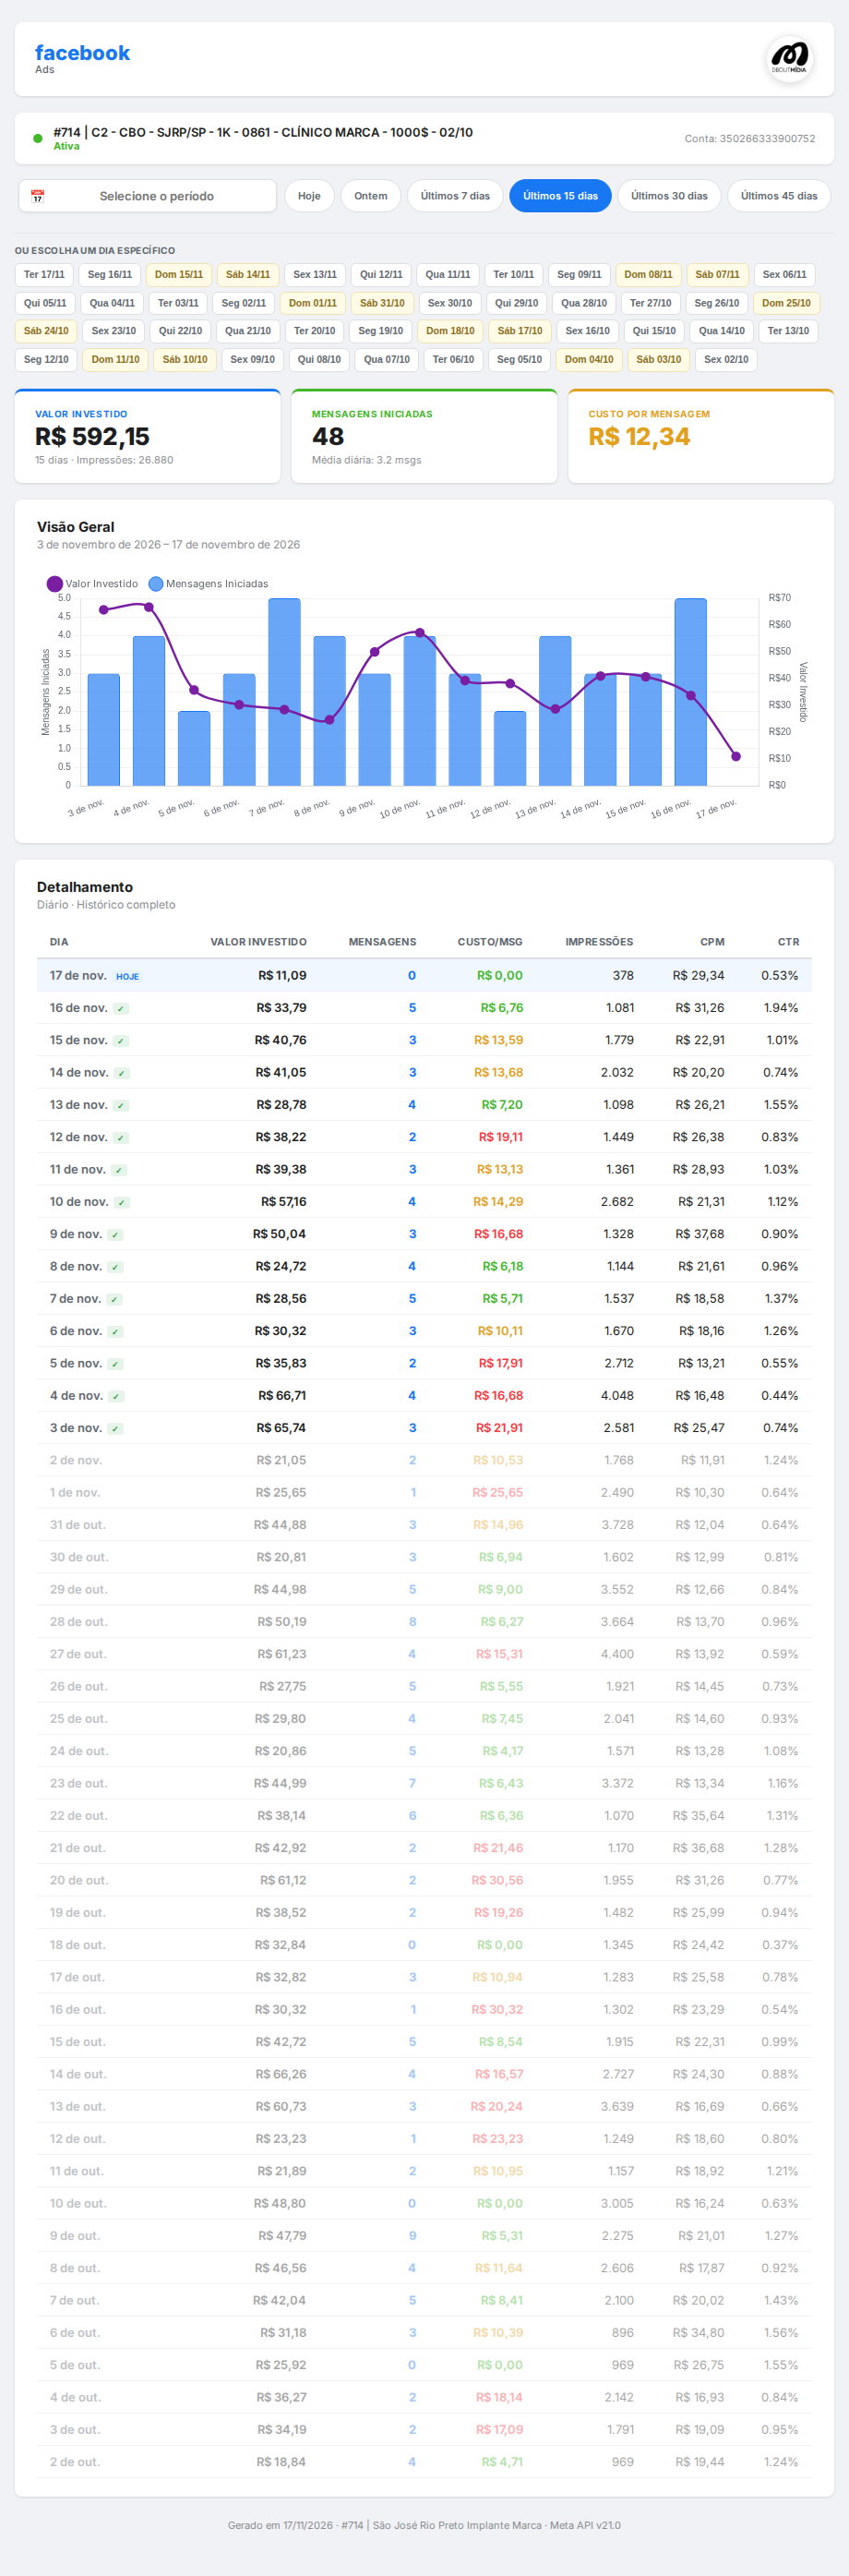 facebook
Ads
DBOUTMÍDIA
#714 | C2 - CBO - SJRP/SP - 1K - 0861 - CLÍNICO MARCA - 1000$ - 02/10
Ativa
Conta: 350266333900752
Selecione o período
Hoje Ontem Últimos 7 dias Últimos 15 dias Últimos 30 dias Últimos 45 dias
OU ESCOLHA UM DIA ESPECÍFICO
Ter 17/11 Seg 16/11 Dom 15/11 Sáb 14/11 Sex 13/11 Qui 12/11 Qua 11/11 Ter 10/11 Seg 09/11 Dom 08/11 Sáb 07/11 Sex 06/11
Qui 05/11 Qua 04/11 Ter 03/11 Seg 02/11 Dom 01/11 Sáb 31/10 Sex 30/10 Qui 29/10 Qua 28/10 Ter 27/10 Seg 26/10 Dom 25/10
Sáb 24/10 Sex 23/10 Qui 22/10 Qua 21/10 Ter 20/10 Seg 19/10 Dom 18/10 Sáb 17/10 Sex 16/10 Qui 15/10 Qua 14/10 Ter 13/10
Seg 12/10 Dom 11/10 Sáb 10/10 Sex 09/10 Qui 08/10 Qua 07/10 Ter 06/10 Seg 05/10 Dom 04/10 Sáb 03/10 Sex 02/10
VALOR INVESTIDO
R$ 592,15
15 dias · Impressões: 26.880
MENSAGENS INICIADAS
48
Média diária: 3.2 msgs
CUSTO POR MENSAGEM
R$ 12,34
Visão Geral
3 de novembro de 2026 – 17 de novembro de 2026
Valor Investido Mensagens Iniciadas
Mensagens Iniciadas
5.0
4.5
4.0
3.5
3.0
2.5
2.0
1.5
1.0
0.5
0
R$70
R$60
R$50
R$40
R$30
R$20
R$10
R$0
Valor Investido
3 de nov. 4 de nov. 5 de nov. 6 de nov. 7 de nov. 8 de nov. 9 de nov. 10 de nov. 11 de nov. 12 de nov. 13 de nov. 14 de nov. 15 de nov. 16 de nov. 17 de nov.
Detalhamento
Diário · Histórico completo
DIA VALOR INVESTIDO MENSAGENS CUSTO/MSG IMPRESSÕES CPM CTR
17 de nov. HOJE R$ 11,09 0 R$ 0,00 378 R$ 29,34 0.53%
16 de nov. ✓ R$ 33,79 5 R$ 6,76 1.081 R$ 31,26 1.94%
15 de nov. ✓ R$ 40,76 3 R$ 13,59 1.779 R$ 22,91 1.01%
14 de nov. ✓ R$ 41,05 3 R$ 13,68 2.032 R$ 20,20 0.74%
13 de nov. ✓ R$ 28,78 4 R$ 7,20 1.098 R$ 26,21 1.55%
12 de nov. ✓ R$ 38,22 2 R$ 19,11 1.449 R$ 26,38 0.83%
11 de nov. ✓ R$ 39,38 3 R$ 13,13 1.361 R$ 28,93 1.03%
10 de nov. ✓ R$ 57,16 4 R$ 14,29 2.682 R$ 21,31 1.12%
9 de nov. ✓ R$ 50,04 3 R$ 16,68 1.328 R$ 37,68 0.90%
8 de nov. ✓ R$ 24,72 4 R$ 6,18 1.144 R$ 21,61 0.96%
7 de nov. ✓ R$ 28,56 5 R$ 5,71 1.537 R$ 18,58 1.37%
6 de nov. ✓ R$ 30,32 3 R$ 10,11 1.670 R$ 18,16 1.26%
5 de nov. ✓ R$ 35,83 2 R$ 17,91 2.712 R$ 13,21 0.55%
4 de nov. ✓ R$ 66,71 4 R$ 16,68 4.048 R$ 16,48 0.44%
3 de nov. ✓ R$ 65,74 3 R$ 21,91 2.581 R$ 25,47 0.74%
2 de nov. R$ 21,05 2 R$ 10,53 1.768 R$ 11,91 1.24%
1 de nov. R$ 25,65 1 R$ 25,65 2.490 R$ 10,30 0.64%
31 de out. R$ 44,88 3 R$ 14,96 3.728 R$ 12,04 0.64%
30 de out. R$ 20,81 3 R$ 6,94 1.602 R$ 12,99 0.81%
29 de out. R$ 44,98 5 R$ 9,00 3.552 R$ 12,66 0.84%
28 de out. R$ 50,19 8 R$ 6,27 3.664 R$ 13,70 0.96%
27 de out. R$ 61,23 4 R$ 15,31 4.400 R$ 13,92 0.59%
26 de out. R$ 27,75 5 R$ 5,55 1.921 R$ 14,45 0.73%
25 de out. R$ 29,80 4 R$ 7,45 2.041 R$ 14,60 0.93%
24 de out. R$ 20,86 5 R$ 4,17 1.571 R$ 13,28 1.08%
23 de out. R$ 44,99 7 R$ 6,43 3.372 R$ 13,34 1.16%
22 de out. R$ 38,14 6 R$ 6,36 1.070 R$ 35,64 1.31%
21 de out. R$ 42,92 2 R$ 21,46 1.170 R$ 36,68 1.28%
20 de out. R$ 61,12 2 R$ 30,56 1.955 R$ 31,26 0.77%
19 de out. R$ 38,52 2 R$ 19,26 1.482 R$ 25,99 0.94%
18 de out. R$ 32,84 0 R$ 0,00 1.345 R$ 24,42 0.37%
17 de out. R$ 32,82 3 R$ 10,94 1.283 R$ 25,58 0.78%
16 de out. R$ 30,32 1 R$ 30,32 1.302 R$ 23,29 0.54%
15 de out. R$ 42,72 5 R$ 8,54 1.915 R$ 22,31 0.99%
14 de out. R$ 66,26 4 R$ 16,57 2.727 R$ 24,30 0.88%
13 de out. R$ 60,73 3 R$ 20,24 3.639 R$ 16,69 0.66%
12 de out. R$ 23,23 1 R$ 23,23 1.249 R$ 18,60 0.80%
11 de out. R$ 21,89 2 R$ 10,95 1.157 R$ 18,92 1.21%
10 de out. R$ 48,80 0 R$ 0,00 3.005 R$ 16,24 0.63%
9 de out. R$ 47,79 9 R$ 5,31 2.275 R$ 21,01 1.27%
8 de out. R$ 46,56 4 R$ 11,64 2.606 R$ 17,87 0.92%
7 de out. R$ 42,04 5 R$ 8,41 2.100 R$ 20,02 1.43%
6 de out. R$ 31,18 3 R$ 10,39 896 R$ 34,80 1.56%
5 de out. R$ 25,92 0 R$ 0,00 969 R$ 26,75 1.55%
4 de out. R$ 36,27 2 R$ 18,14 2.142 R$ 16,93 0.84%
3 de out. R$ 34,19 2 R$ 17,09 1.791 R$ 19,09 0.95%
2 de out. R$ 18,84 4 R$ 4,71 969 R$ 19,44 1.24%
Gerado em 17/11/2026 · #714 | São José Rio Preto Implante Marca · Meta API v21.0